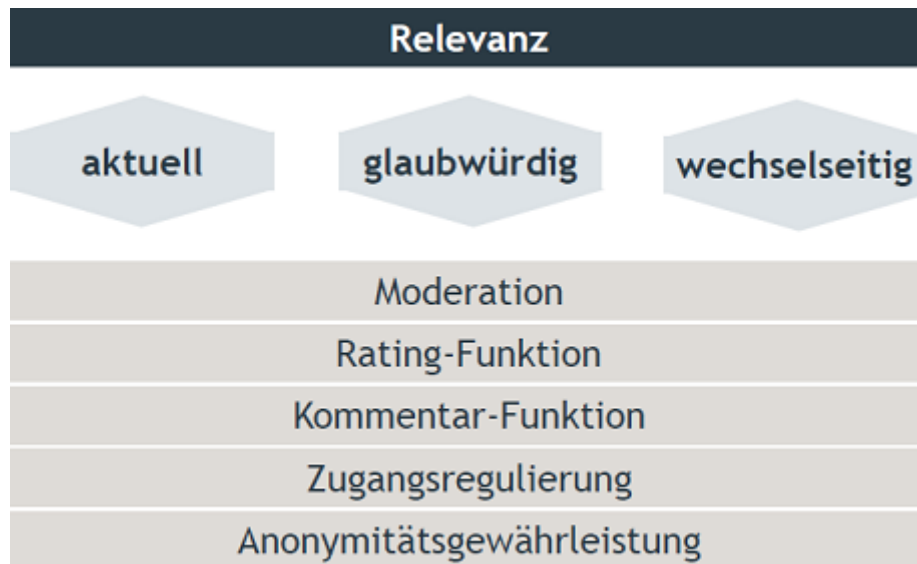 Relevanz
aktuell glaubwürdig wechselseitig
Moderation
Rating-Funktion
Kommentar-Funktion
Zugangsregulierung
Anonymitätsgewährleistung